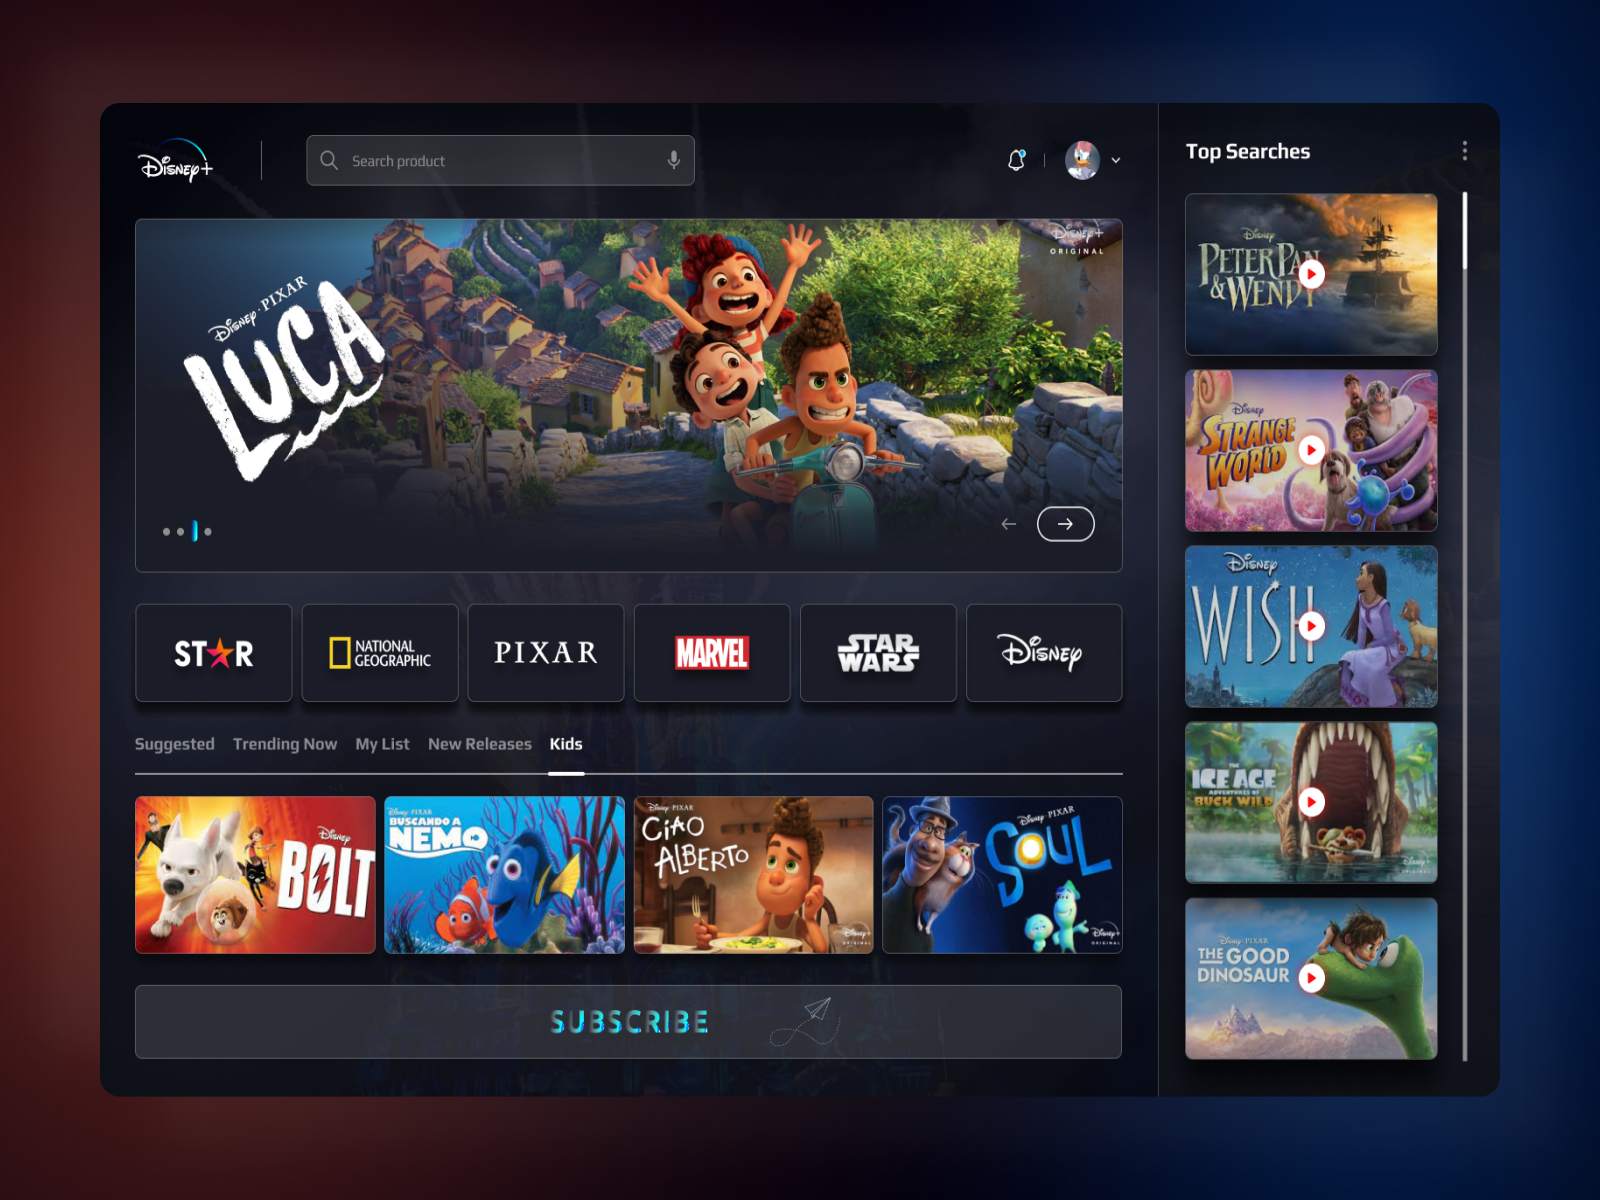 Disney+
Search product
Top Searches
Disney · PIXAR
LUCA
Disney+
ORIGINAL
Disney
PETER PAN
& WENDY
Disney
STRANGE
WORLD
Disney
WISH
THE
ICE AGE
ADVENTURES OF
BUCK WILD
Disney+
ORIGINAL
Disney · PIXAR
THE GOOD
DINOSAUR
STAR
NATIONAL
GEOGRAPHIC
PIXAR
MARVEL
STAR
WARS
Disney
Suggested
Trending Now
My List
New Releases
Kids
Disney
BOLT
Disney · PIXAR
BUSCANDO A
NEMO
Disney · PIXAR
CIAO
ALBERTO
Disney+
ORIGINAL
Disney · PIXAR
SOUL
Disney+
ORIGINAL
SUBSCRIBE